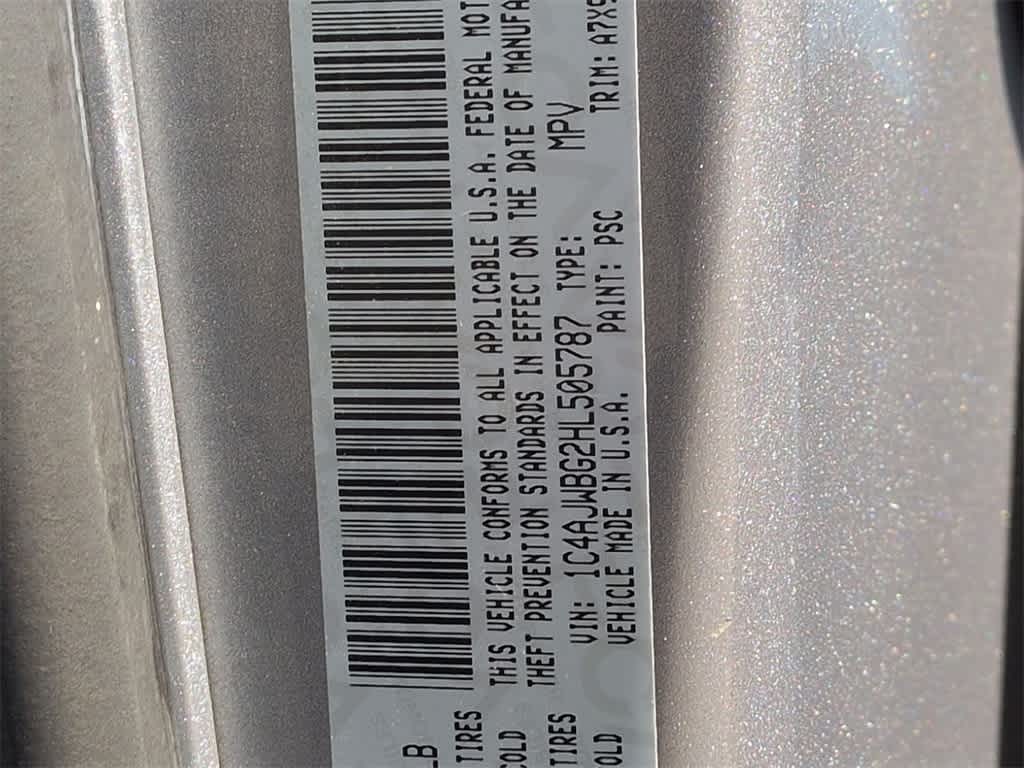 LB
TIRES
COLD
TIRES
COLD
THIS VEHICLE CONFORMS TO ALL APPLICABLE U.S.A. FEDERAL MOT
THEFT PREVENTION STANDARDS IN EFFECT ON THE DATE OF MANUFA
VIN: 1C4AJWBG2HL505787 TYPE: MPV
VEHICLE MADE IN U.S.A. PAINT: PSC TRIM: A7X9